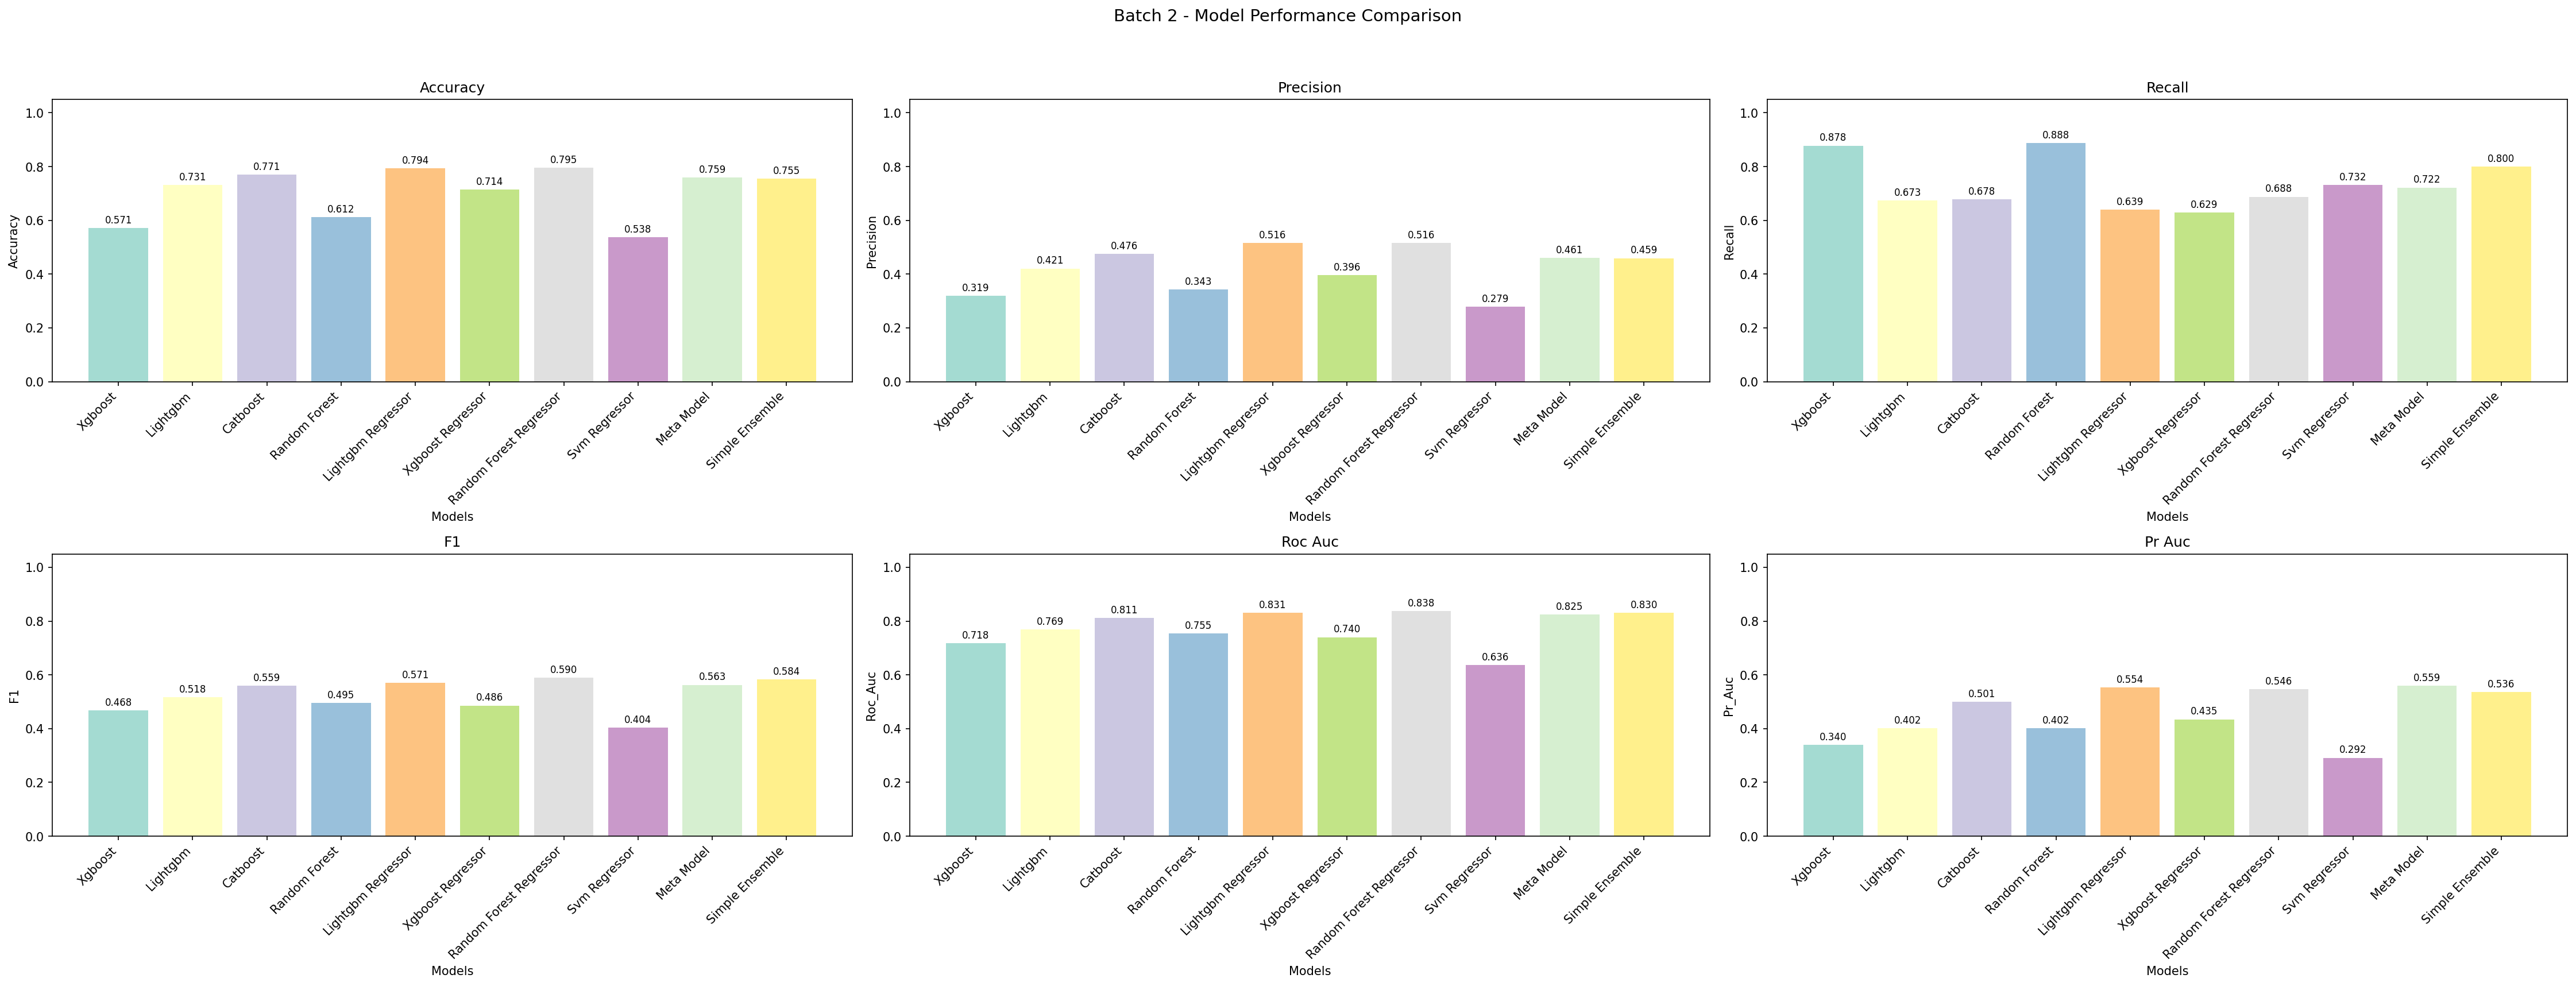 Batch 2 - Model Performance Comparison
Accuracy
Accuracy
1.0
0.8
0.6
0.4
0.2
0.0
0.571
0.731
0.771
0.612
0.794
0.714
0.795
0.538
0.759
0.755
Xgboost
Lightgbm
Catboost
Random Forest
Lightgbm Regressor
Xgboost Regressor
Random Forest Regressor
Svm Regressor
Meta Model
Simple Ensemble
Models
Precision
Precision
1.0
0.8
0.6
0.4
0.2
0.0
0.319
0.421
0.476
0.343
0.516
0.396
0.516
0.279
0.461
0.459
Xgboost
Lightgbm
Catboost
Random Forest
Lightgbm Regressor
Xgboost Regressor
Random Forest Regressor
Svm Regressor
Meta Model
Simple Ensemble
Models
Recall
Recall
1.0
0.8
0.6
0.4
0.2
0.0
0.878
0.673
0.678
0.888
0.639
0.629
0.688
0.732
0.722
0.800
Xgboost
Lightgbm
Catboost
Random Forest
Lightgbm Regressor
Xgboost Regressor
Random Forest Regressor
Svm Regressor
Meta Model
Simple Ensemble
Models
F1
F1
1.0
0.8
0.6
0.4
0.2
0.0
0.468
0.518
0.559
0.495
0.571
0.486
0.590
0.404
0.563
0.584
Xgboost
Lightgbm
Catboost
Random Forest
Lightgbm Regressor
Xgboost Regressor
Random Forest Regressor
Svm Regressor
Meta Model
Simple Ensemble
Models
Roc Auc
Roc_Auc
1.0
0.8
0.6
0.4
0.2
0.0
0.718
0.769
0.811
0.755
0.831
0.740
0.838
0.636
0.825
0.830
Xgboost
Lightgbm
Catboost
Random Forest
Lightgbm Regressor
Xgboost Regressor
Random Forest Regressor
Svm Regressor
Meta Model
Simple Ensemble
Models
Pr Auc
Pr_Auc
1.0
0.8
0.6
0.4
0.2
0.0
0.340
0.402
0.501
0.402
0.554
0.435
0.546
0.292
0.559
0.536
Xgboost
Lightgbm
Catboost
Random Forest
Lightgbm Regressor
Xgboost Regressor
Random Forest Regressor
Svm Regressor
Meta Model
Simple Ensemble
Models